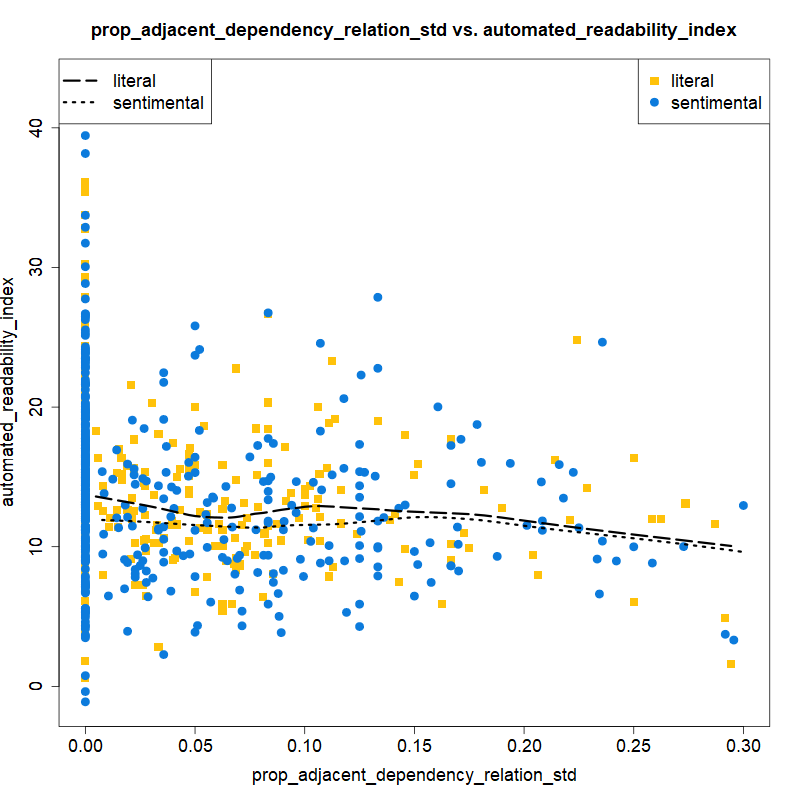 prop_adjacent_dependency_relation_std vs. automated_readability_index
literal
sentimental
literal
sentimental
automated_readability_index
40
30
20
10
0
0.00 0.05 0.10 0.15 0.20 0.25 0.30
prop_adjacent_dependency_relation_std